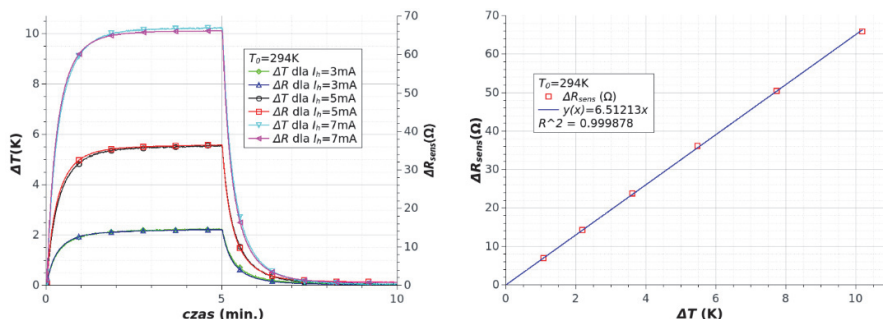 10
8
6
4
2
0
ΔT(K)
70
60
50
40
30
20
10
0
ΔR_sens(Ω)
T_0=294K
ΔT dla I_h=3mA
ΔR dla I_h=3mA
ΔT dla I_h=5mA
ΔR dla I_h=5mA
ΔT dla I_h=7mA
ΔR dla I_h=7mA
0 5 10
czas (min.)
70
60
50
40
30
20
10
0
ΔR_sens(Ω)
T_0=294K
ΔR_sens (Ω)
y(x)=6.51213x
R^2 = 0.999878
0 2 4 6 8 10
ΔT (K)